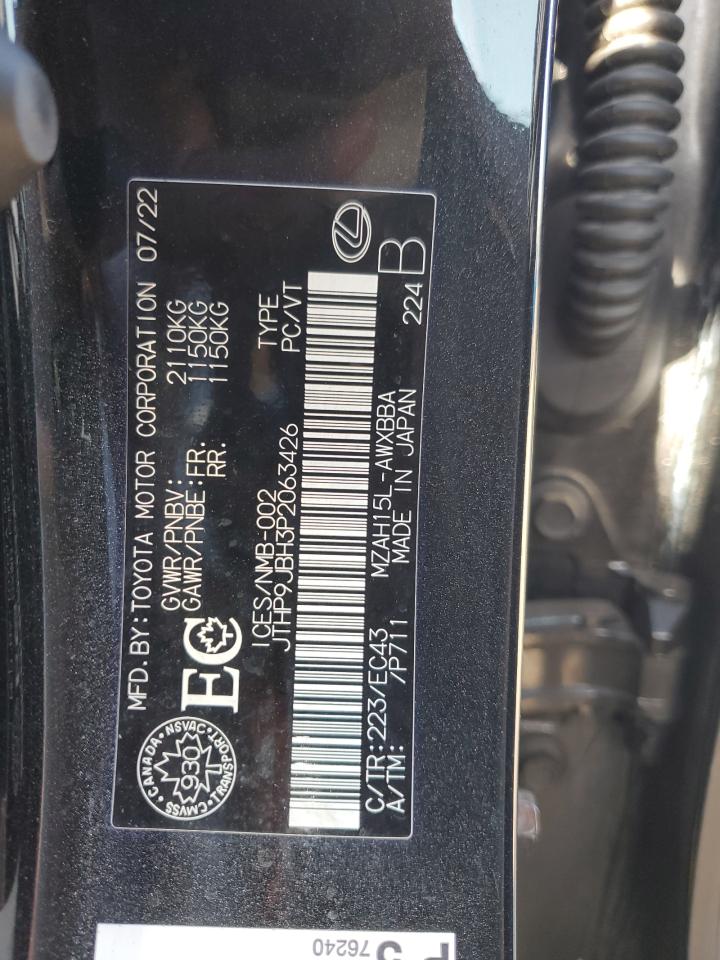 MFD.BY:TOYOTA MOTOR CORPORATION 07/22
GVWR/PNBV: 2110KG
GAWR/PNBE:FR: 1150KG
RR: 1150KG
CANADA • NSVAC • TRANSPORT • CMVSS
930
EC
ICES/NMB-002 TYPE
JTHP9JBH3P2063426 PC/VT
C/TR:223/EC43 MZAH15L-AWXBBA
A/TM: /P711 MADE IN JAPAN 224 B
76240